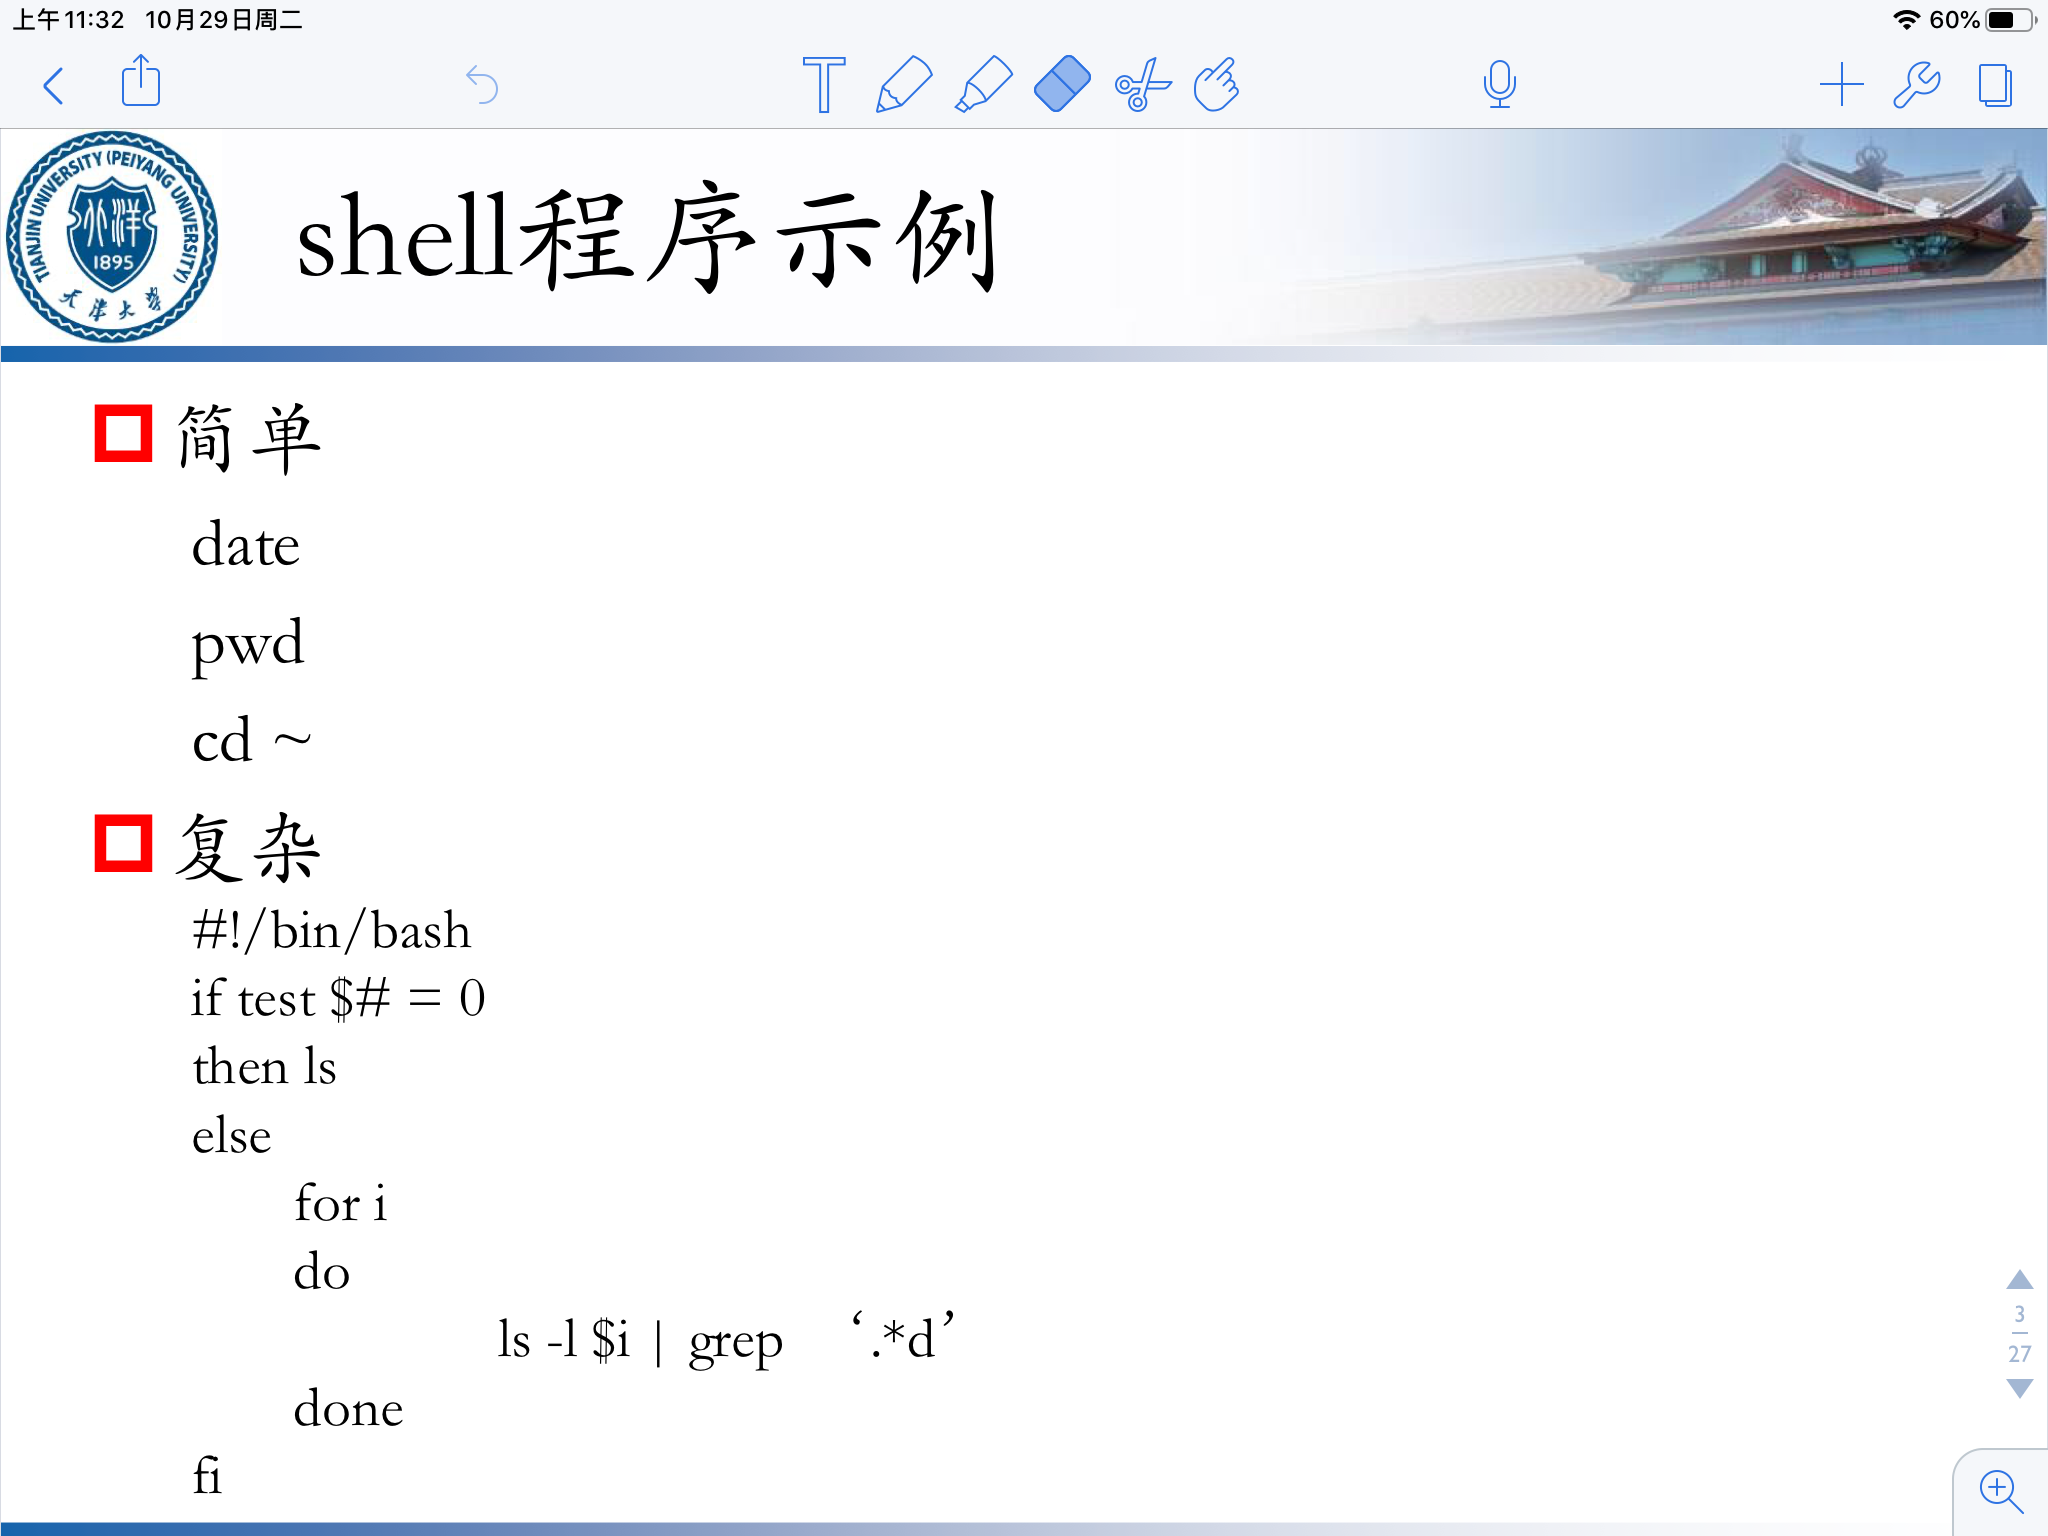 上午11:32 10月29日周二
60%
TIANJIN UNIVERSITY (PEIYANG UNIVERSITY)
北洋
1895
天津大学
shell程序示例
简单
date
pwd
cd ~
复杂
#!/bin/bash
if test $# = 0
then ls
else
for i
do
ls -l $i | grep ‘.*d’
done
fi
3
27